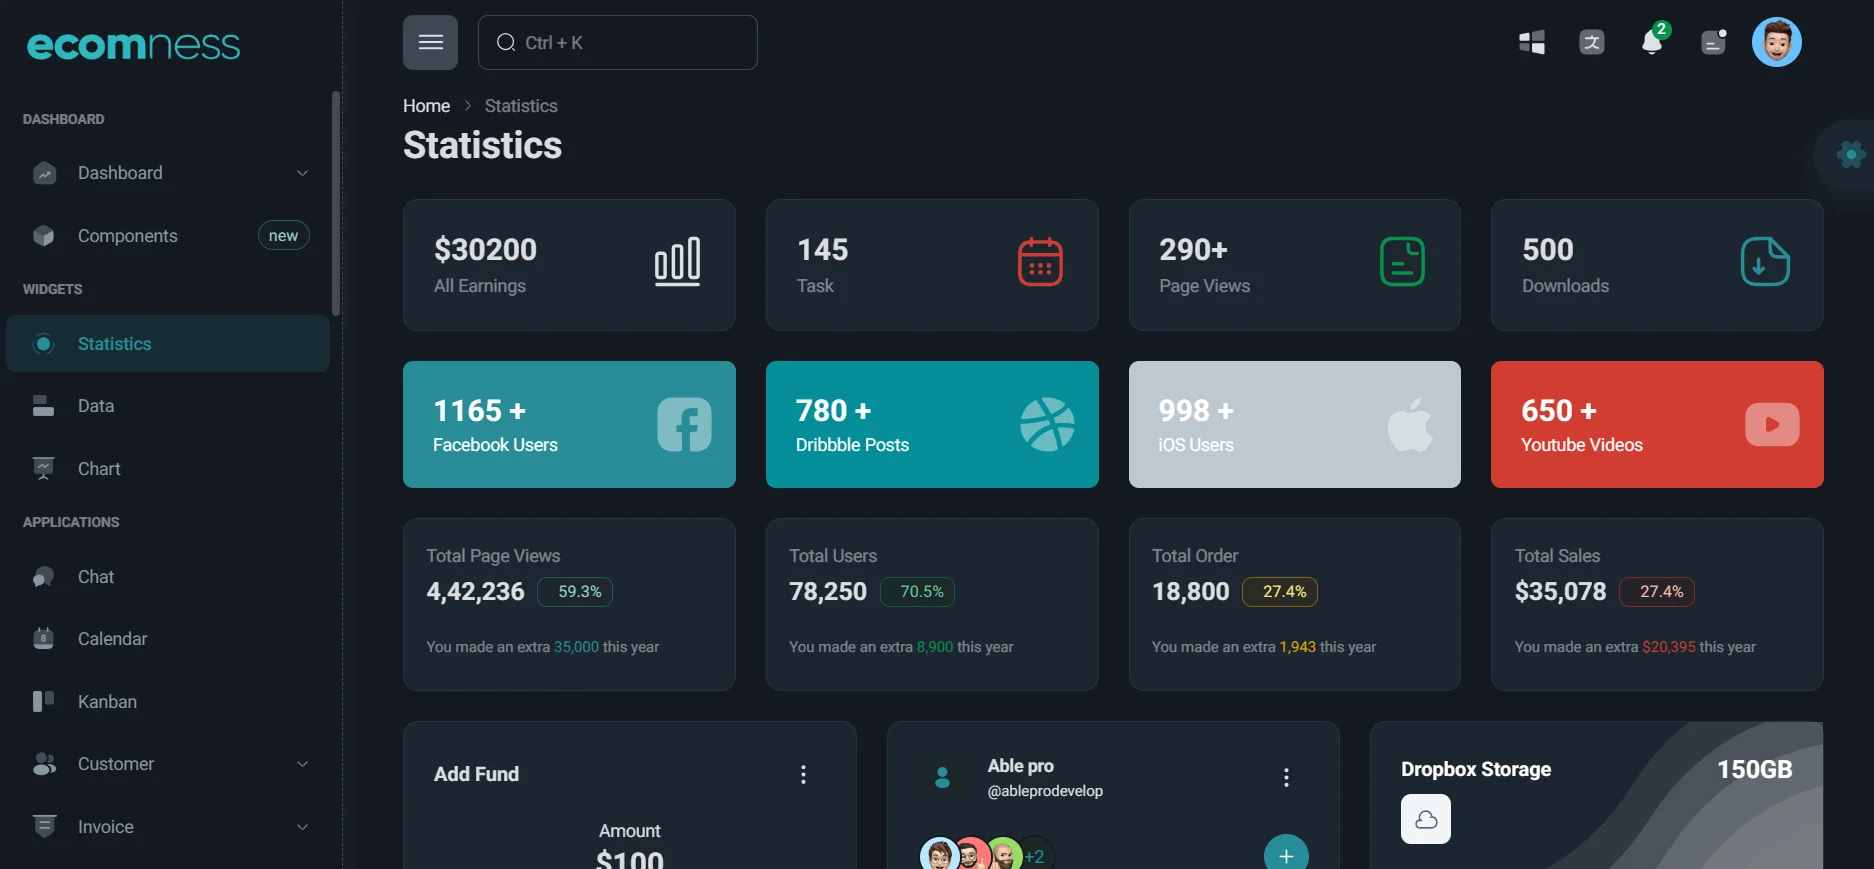 ecomness
Ctrl + K
2
Home > Statistics
Statistics
DASHBOARD
Dashboard
Components new
WIDGETS
Statistics
Data
Chart
APPLICATIONS
Chat
8
Calendar
Kanban
Customer
Invoice
$30200
All Earnings
145
Task
290+
Page Views
500
Downloads
1165 +
Facebook Users
780 +
Dribbble Posts
998 +
iOS Users
650 +
Youtube Videos
Total Page Views
4,42,236 59.3%
You made an extra 35,000 this year
Total Users
78,250 70.5%
You made an extra 8,900 this year
Total Order
18,800 27.4%
You made an extra 1,943 this year
Total Sales
$35,078 27.4%
You made an extra $20,395 this year
Add Fund
Amount
$100
Able pro
@ableprodevelop
+2
Dropbox Storage
150GB